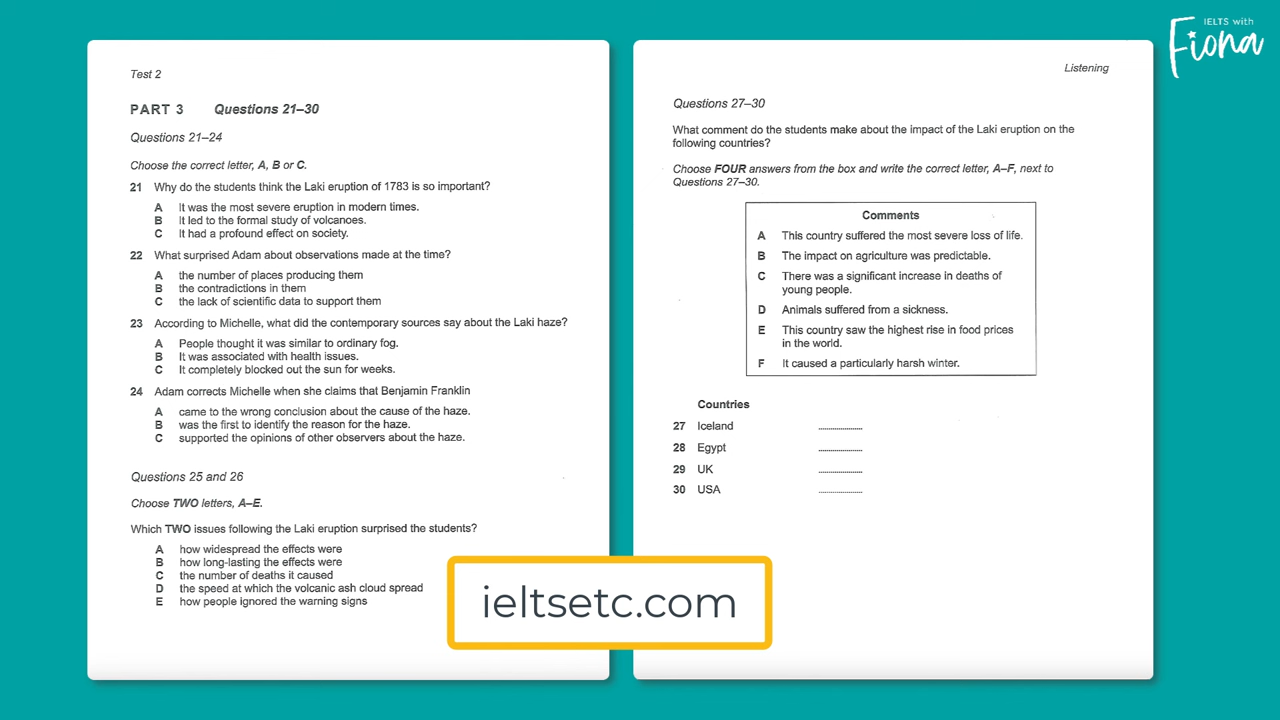 IELTS with
Fiona
Test 2
PART 3 Questions 21–30
Questions 21–24
Choose the correct letter, A, B or C.
21 Why do the students think the Laki eruption of 1783 is so important?
A It was the most severe eruption in modern times.
B It led to the formal study of volcanoes.
C It had a profound effect on society.
22 What surprised Adam about observations made at the time?
A the number of places producing them
B the contradictions in them
C the lack of scientific data to support them
23 According to Michelle, what did the contemporary sources say about the Laki haze?
A People thought it was similar to ordinary fog.
B It was associated with health issues.
C It completely blocked out the sun for weeks.
24 Adam corrects Michelle when she claims that Benjamin Franklin
A came to the wrong conclusion about the cause of the haze.
B was the first to identify the reason for the haze.
C supported the opinions of other observers about the haze.
Questions 25 and 26
Choose TWO letters, A–E.
Which TWO issues following the Laki eruption surprised the students?
A how widespread the effects were
B how long-lasting the effects were
C the number of deaths it caused
D the speed at which the volcanic ash cloud spread
E how people ignored the warning signs
Listening
Questions 27–30
What comment do the students make about the impact of the Laki eruption on the
following countries?
Choose FOUR answers from the box and write the correct letter, A–F, next to
Questions 27–30.
Comments
A This country suffered the most severe loss of life.
B The impact on agriculture was predictable.
C There was a significant increase in deaths of
young people.
D Animals suffered from a sickness.
E This country saw the highest rise in food prices
in the world.
F It caused a particularly harsh winter.
Countries
27 Iceland ....................
28 Egypt ....................
29 UK ....................
30 USA ....................
ieltsetc.com